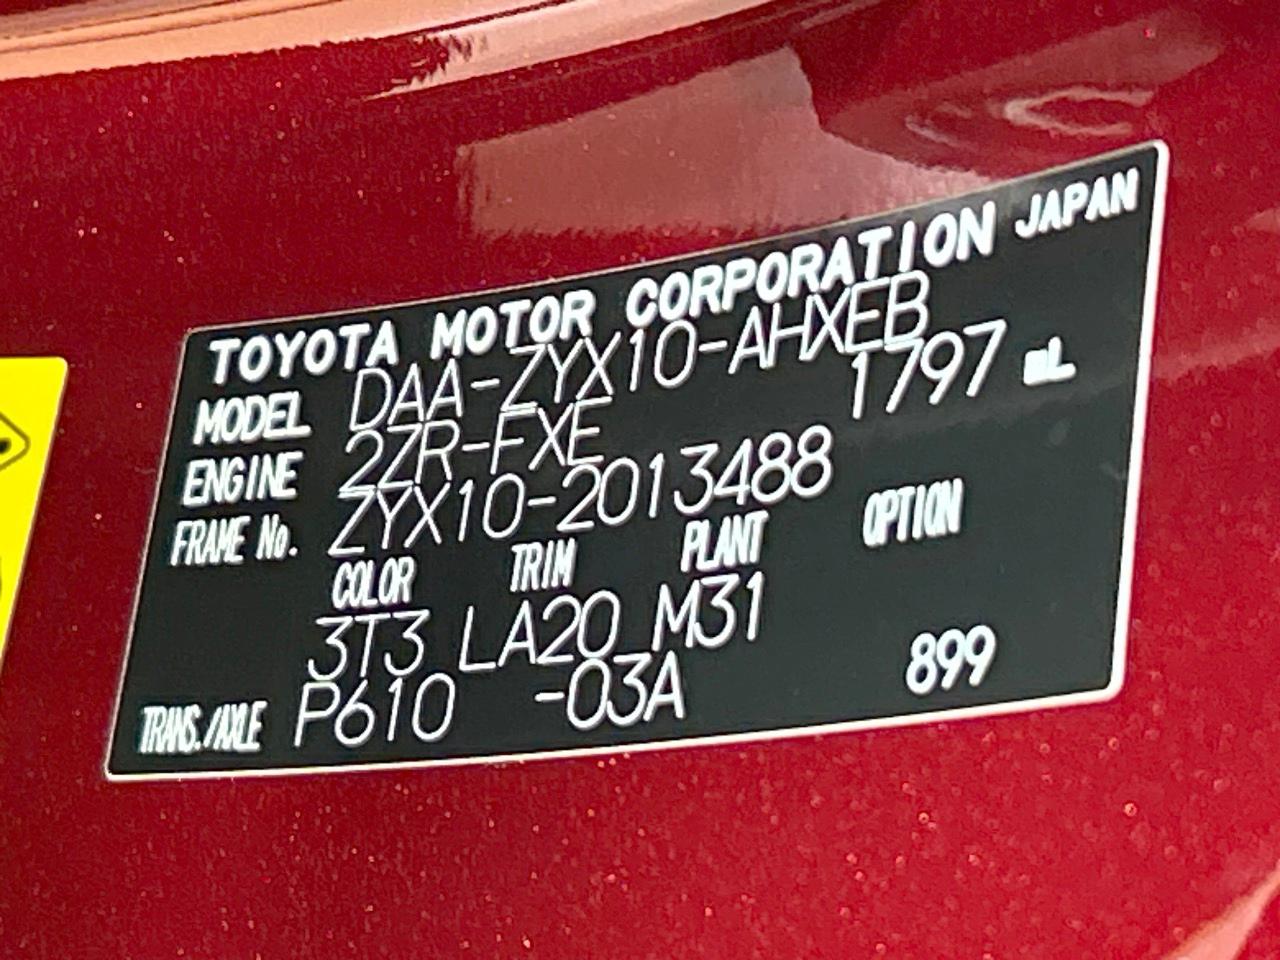 TOYOTA MOTOR CORPORATION JAPAN
MODEL DAA-ZYX10-AHXEB
ENGINE 2ZR-FXE 1797 mL
FRAME No. ZYX10-2013488
COLOR TRIM PLANT OPTION
3T3 LA20 M31
TRANS./AXLE P610 -03A 899